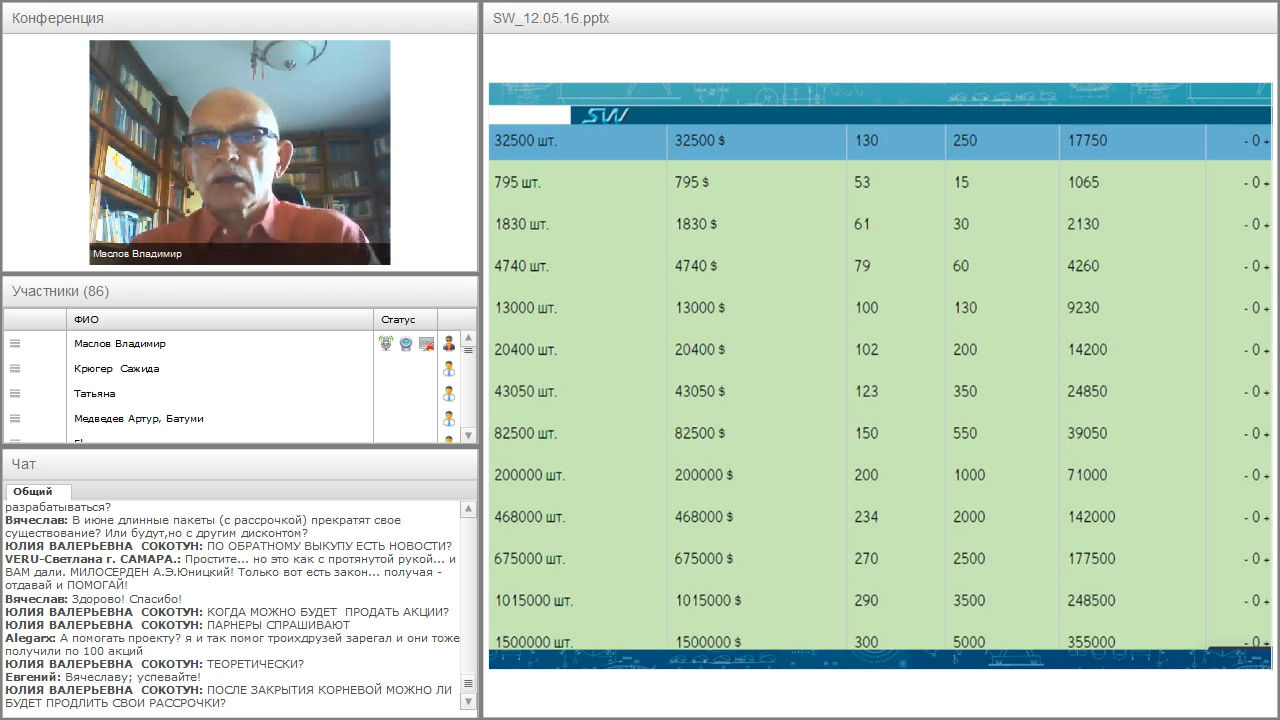 Конференция
Маслов Владимир
Участники (86)
ФИО Статус
Маслов Владимир
Крюгер Сажида
Татьяна
Медведев Артур, Батуми
Чат
Общий
разрабатываться?
Вячеслав: В июне длинные пакеты (с рассрочкой) прекратят свое
существование? Или будут,но с другим дисконтом?
ЮЛИЯ ВАЛЕРЬЕВНА СОКОТУН: ПО ОБРАТНОМУ ВЫКУПУ ЕСТЬ НОВОСТИ?
VERU-Светлана г. САМАРА.: Простите... но это как с протянутой рукой... и
ВАМ дали. МИЛОСЕРДЕН А.Э.Юницкий! Только вот есть закон... получая -
отдавай и ПОМОГАЙ!
Вячеслав: Здорово! Спасибо!
ЮЛИЯ ВАЛЕРЬЕВНА СОКОТУН: КОГДА МОЖНО БУДЕТ ПРОДАТЬ АКЦИИ?
ЮЛИЯ ВАЛЕРЬЕВНА СОКОТУН: ПАРНЕРЫ СПРАШИВАЮТ
Alegarx: А помогать проекту? я и так помог троихдрузей зарегал и они тоже
получили по 100 акций
ЮЛИЯ ВАЛЕРЬЕВНА СОКОТУН: ТЕОРЕТИЧЕСКИ?
Евгений: Вячеславу; успевайте!
ЮЛИЯ ВАЛЕРЬЕВНА СОКОТУН: ПОСЛЕ ЗАКРЫТИЯ КОРНЕВОЙ МОЖНО ЛИ
БУДЕТ ПРОДЛИТЬ СВОИ РАССРОЧКИ?
SW_12.05.16.pptx
SW
32500 шт. 32500 $ 130 250 17750 - 0 +
795 шт. 795 $ 53 15 1065 - 0 +
1830 шт. 1830 $ 61 30 2130 - 0 +
4740 шт. 4740 $ 79 60 4260 - 0 +
13000 шт. 13000 $ 100 130 9230 - 0 +
20400 шт. 20400 $ 102 200 14200 - 0 +
43050 шт. 43050 $ 123 350 24850 - 0 +
82500 шт. 82500 $ 150 550 39050 - 0 +
200000 шт. 200000 $ 200 1000 71000 - 0 +
468000 шт. 468000 $ 234 2000 142000 - 0 +
675000 шт. 675000 $ 270 2500 177500 - 0 +
1015000 шт. 1015000 $ 290 3500 248500 - 0 +
1500000 шт. 1500000 $ 300 5000 355000 - 0 +